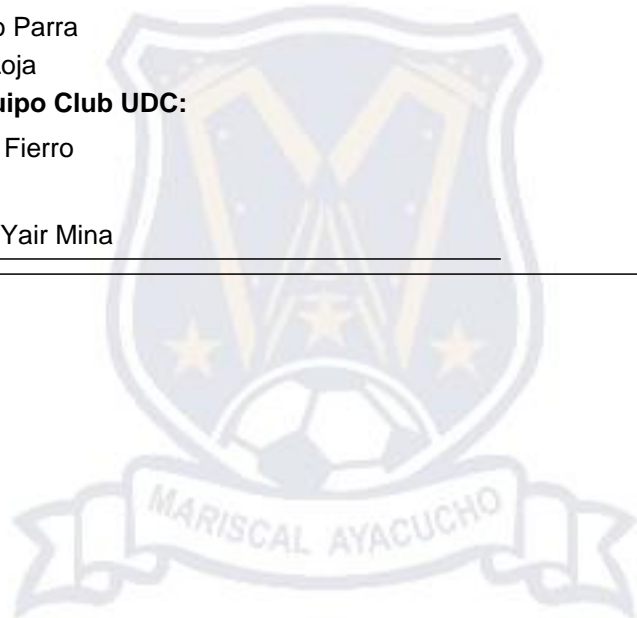 o Parra
oja
uipo Club UDC:
Fierro
Yair Mina
MARISCAL AYACUCHO